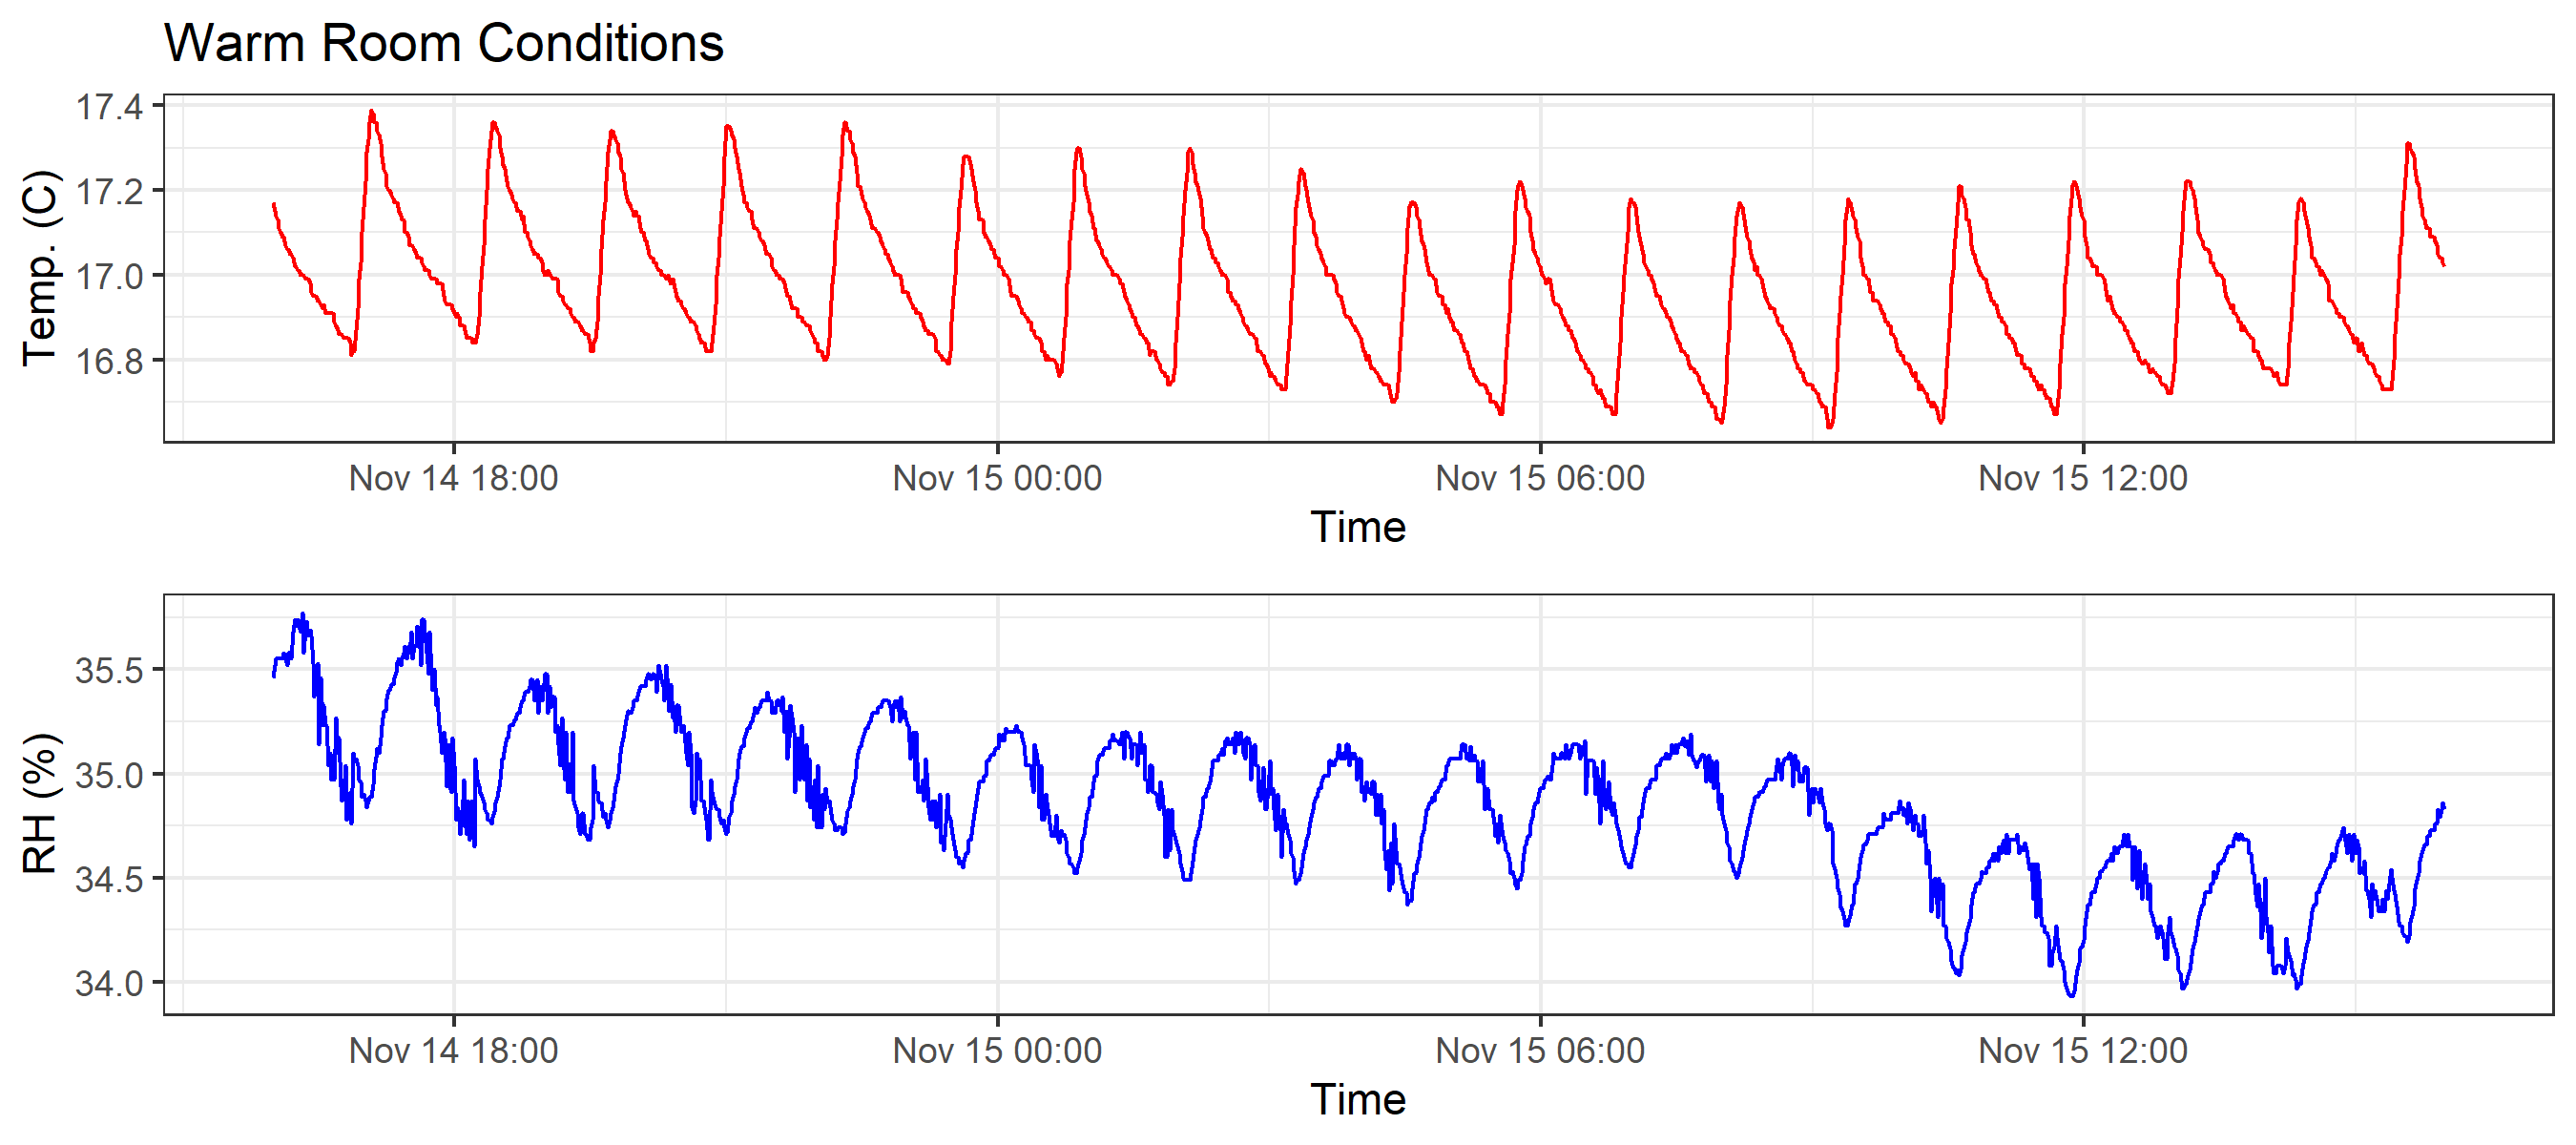 Warm Room Conditions
17.4
17.2
17.0
16.8
Temp. (C)
Nov 14 18:00 Nov 15 00:00 Nov 15 06:00 Nov 15 12:00
Time
35.5
35.0
34.5
34.0
RH (%)
Nov 14 18:00 Nov 15 00:00 Nov 15 06:00 Nov 15 12:00
Time